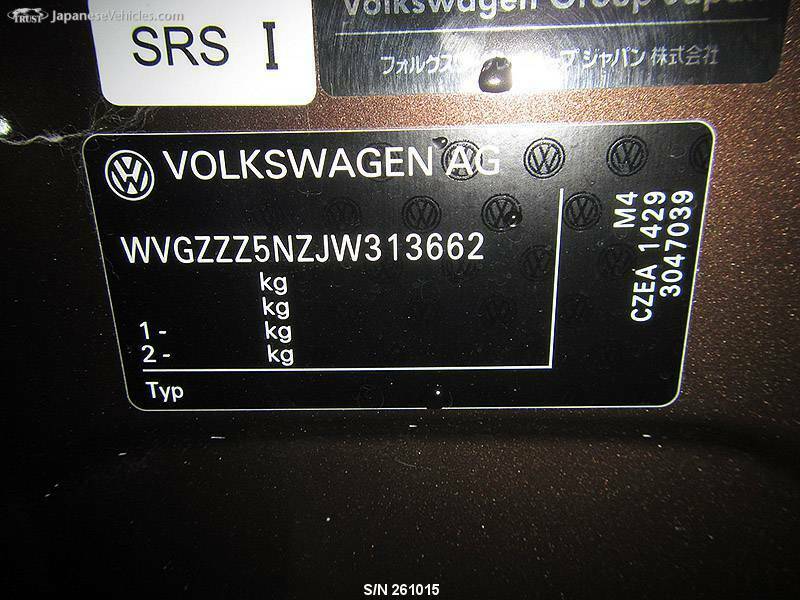 TRUST JapaneseVehicles.com
SRS I
Volkswagen Group Japan
フォルクスワーゲン グループ ジャパン 株式会社
VOLKSWAGEN AG
WVGZZZ5NZJW313662
kg
kg
1 - kg
2 - kg
Typ
M4
CZEA 1429
3047039
S/N 261015